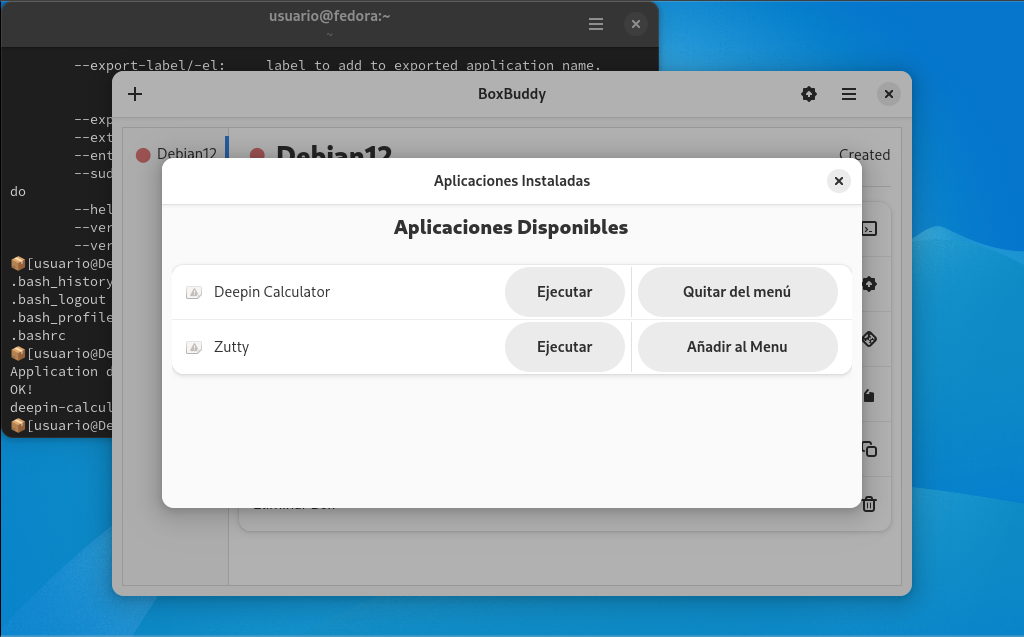 usuario@fedora:~
~
--export-label/-el: label to add to exported application name.
BoxBuddy
--exp
--ext
--ent
--sud
do
--hel
--ver
--ver
Debian12
Debian12
Created
Aplicaciones Instaladas
Aplicaciones Disponibles
Deepin Calculator
Ejecutar
Quitar del menú
Zutty
Ejecutar
Añadir al Menu
[usuario@De
.bash_history
.bash_logout
.bash_profile
.bashrc
[usuario@De
Application d
OK!
deepin-calcul
[usuario@De
Eliminar Box